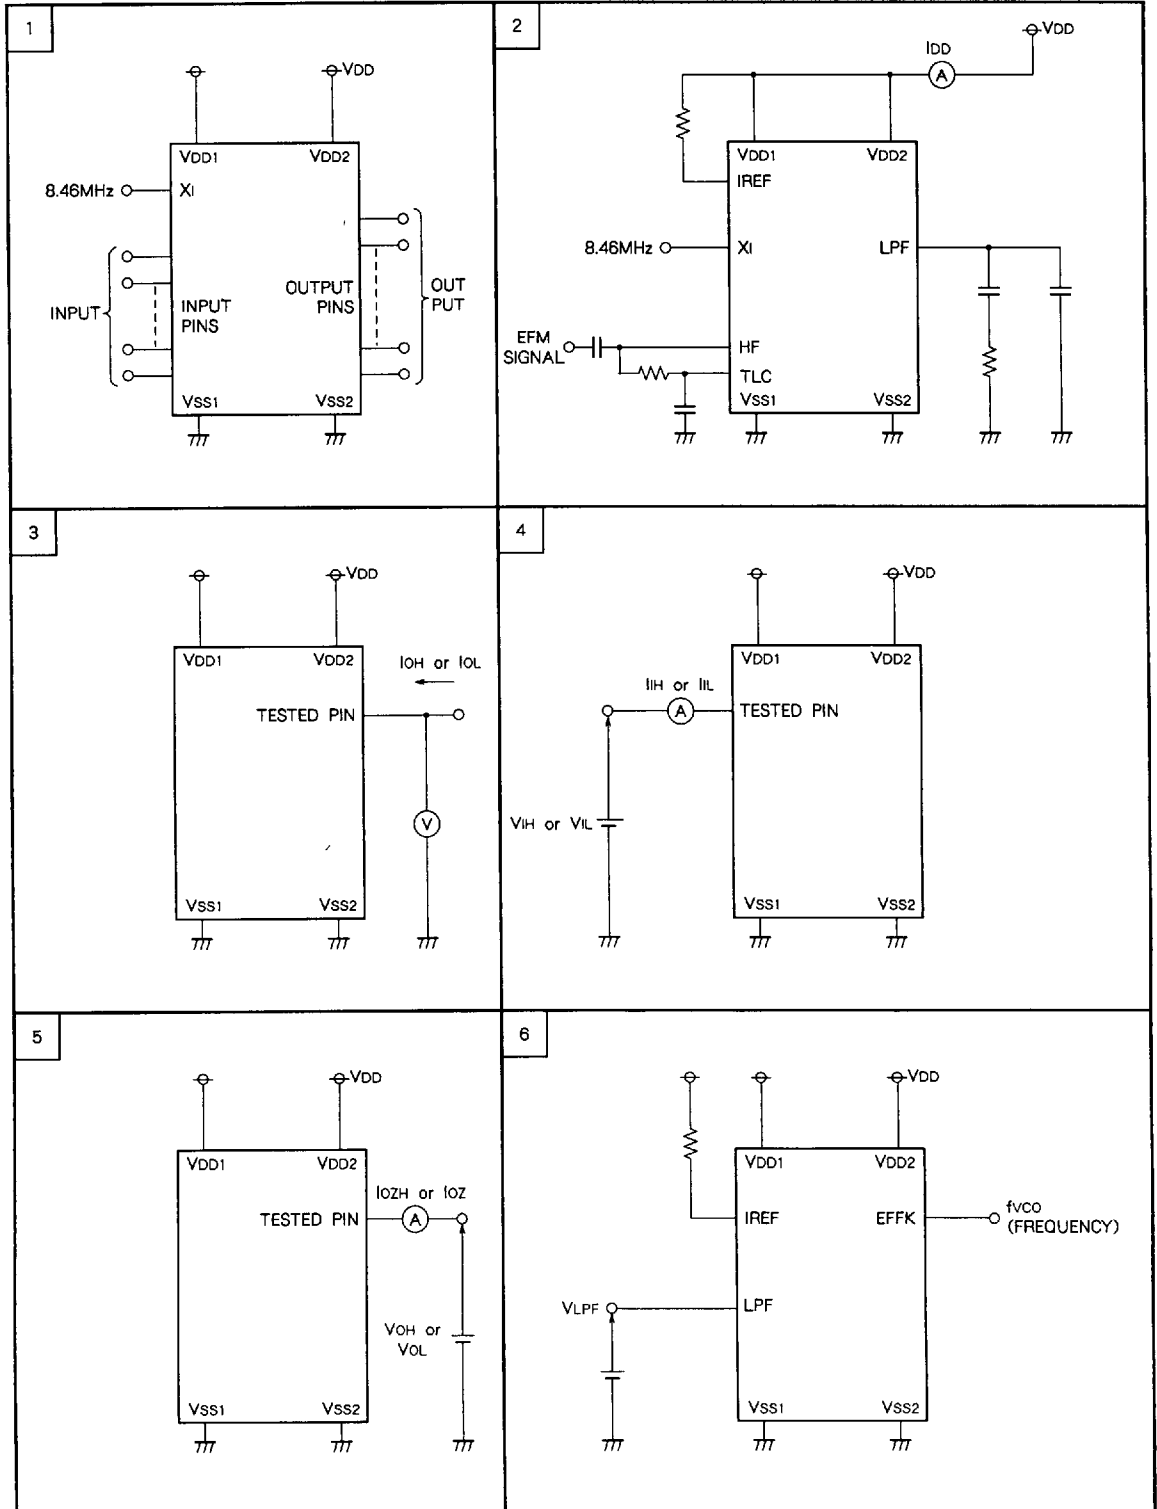 1
VDD
VDD1
VDD2
8.46MHz
XI
INPUT
INPUT
PINS
OUTPUT
PINS
OUT
PUT
VSS1
VSS2
2
IDD
VDD
A
VDD1
VDD2
IREF
8.46MHz
XI
LPF
EFM
SIGNAL
HF
TLC
VSS1
VSS2
3
VDD
VDD1
VDD2
IOH or IOL
TESTED PIN
V
VSS1
VSS2
4
VDD
VDD1
VDD2
IIH or IIL
A
TESTED PIN
VIH or VIL
VSS1
VSS2
5
VDD
VDD1
VDD2
IOZH or IOZ
TESTED PIN
A
VOH or
VOL
VSS1
VSS2
6
VDD
VDD1
VDD2
IREF
EFFK
fVCO
(FREQUENCY)
VLPF
LPF
VSS1
VSS2